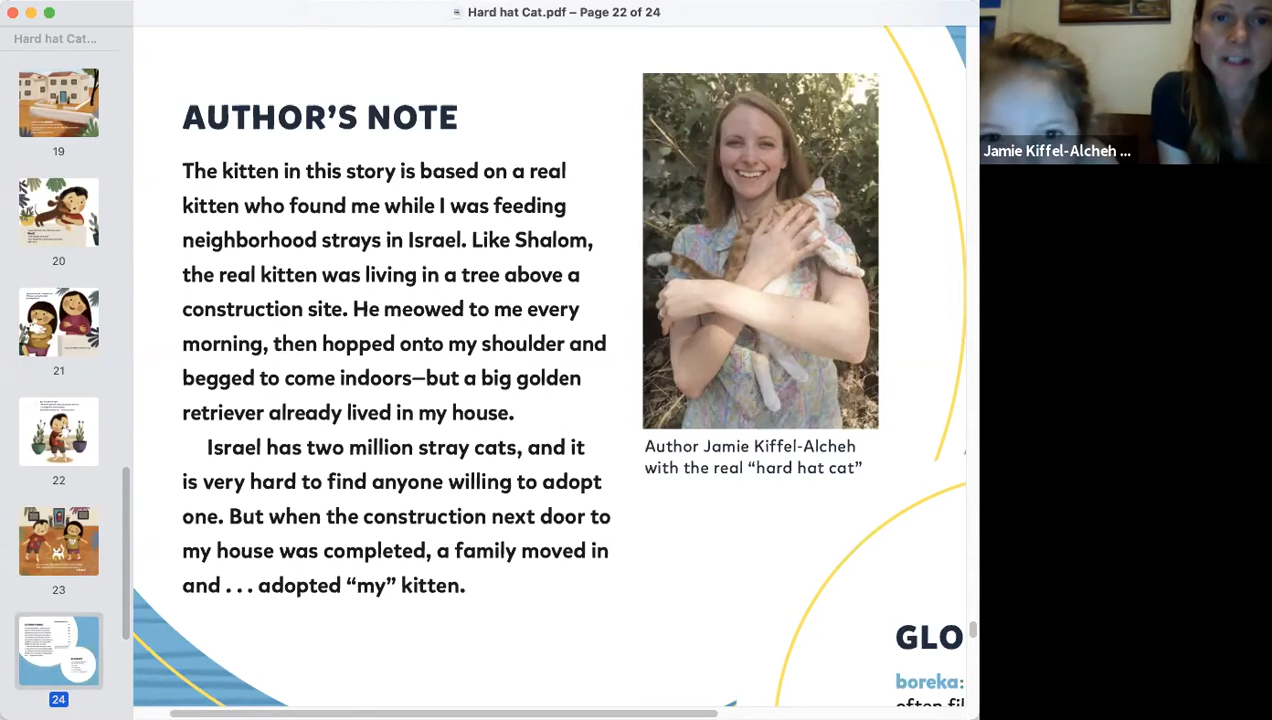 Hard hat Cat.pdf – Page 22 of 24
Hard hat Cat...
19
20
21
22
23
24
AUTHOR’S NOTE
The kitten in this story is based on a real
kitten who found me while I was feeding
neighborhood strays in Israel. Like Shalom,
the real kitten was living in a tree above a
construction site. He meowed to me every
morning, then hopped onto my shoulder and
begged to come indoors—but a big golden
retriever already lived in my house.
Israel has two million stray cats, and it
is very hard to find anyone willing to adopt
one. But when the construction next door to
my house was completed, a family moved in
and . . . adopted “my” kitten.
Author Jamie Kiffel-Alcheh
with the real “hard hat cat”
GLO
boreka:
often fil
Jamie Kiffel-Alcheh ...